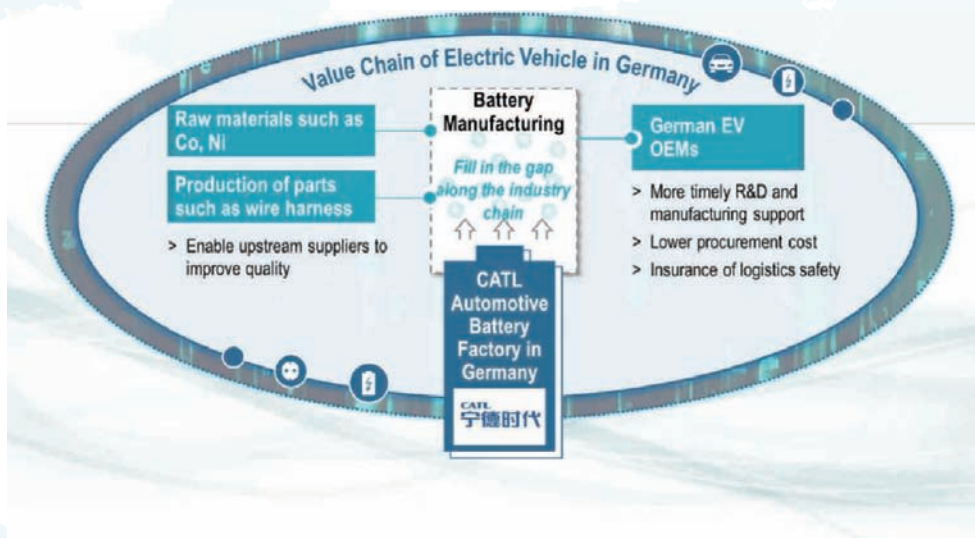 Value Chain of Electric Vehicle in Germany
Raw materials such as
Co, Ni
Production of parts
such as wire harness
> Enable upstream suppliers to
improve quality
Battery
Manufacturing
Fill in the gap
along the industry
chain
CATL
Automotive
Battery
Factory in
Germany
CATL
宁德时代
German EV
OEMs
> More timely R&D and
manufacturing support
> Lower procurement cost
> Insurance of logistics safety